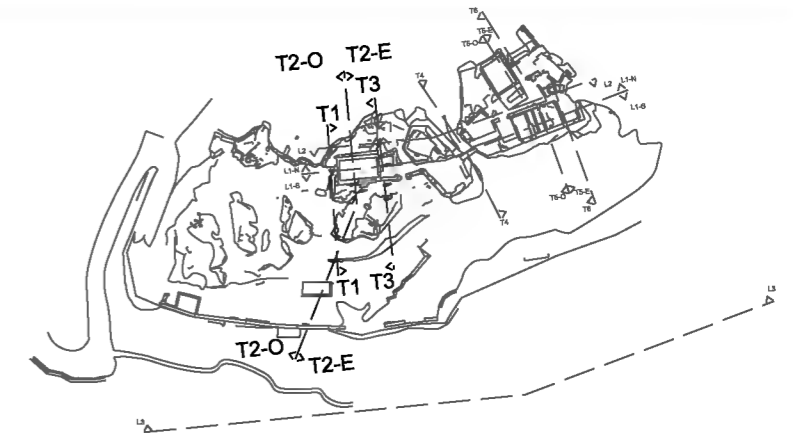 T6
T5-E
T5-O
T2-O T2-E
T3
T4
L2
L1-N
T1
L1-S
L2
L1-N
L1-S
T5-O
T5-E
T6
T4
T1
T3
L3
T2-O
T2-E
L3